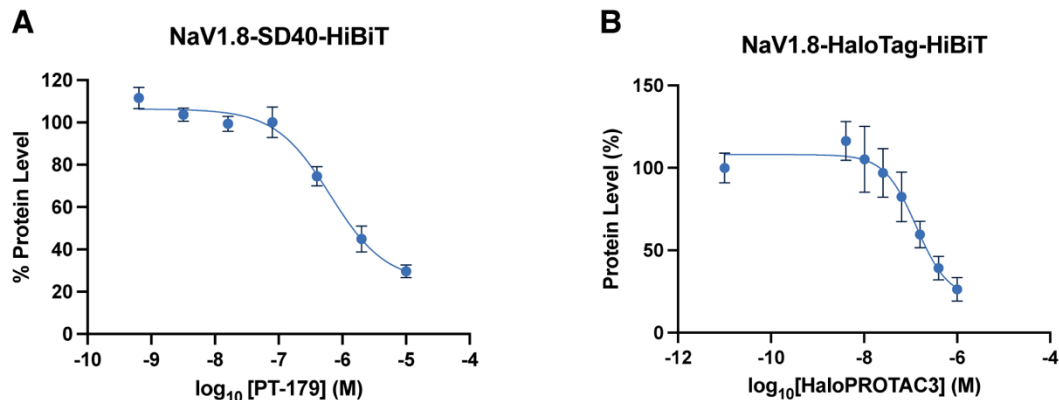 A
NaV1.8-SD40-HiBiT
% Protein Level
120
100
80
60
40
20
0
-10
-9
-8
-7
-6
-5
-4
log10 [PT-179] (M)
B
NaV1.8-HaloTag-HiBiT
Protein Level (%)
150
100
50
0
-12
-10
-8
-6
-4
log10[HaloPROTAC3] (M)